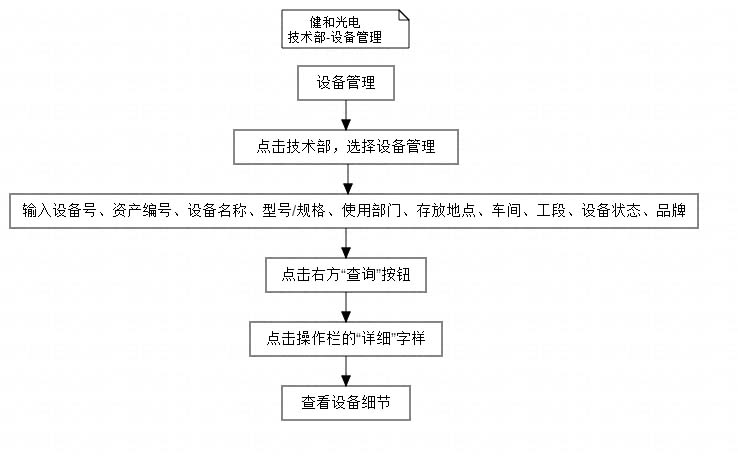 健和光电
技术部-设备管理
设备管理
点击技术部，选择设备管理
输入设备号、资产编号、设备名称、型号/规格、使用部门、存放地点、车间、工段、设备状态、品牌
点击右方“查询”按钮
点击操作栏的“详细”字样
查看设备细节